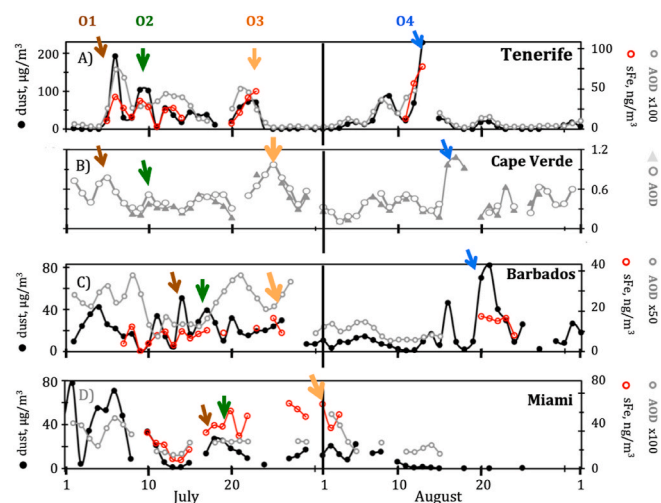 O1 O2 O3 O4
A) Tenerife
200
100
0
100
50
0
● dust, µg/m³
○ sFe, ng/m³
○ AOD x100
B) Cape Verde
1.2
0.6
0.0
▲
○ AOD
C) Barbados
80
40
0
40
20
0
● dust, µg/m³
○ sFe, ng/m³
○ AOD x50
D) Miami
80
40
0
80
60
40
20
0
● dust, µg/m³
○ sFe, ng/m³
○ AOD x100
1 10 20 1 10 20 1
July August